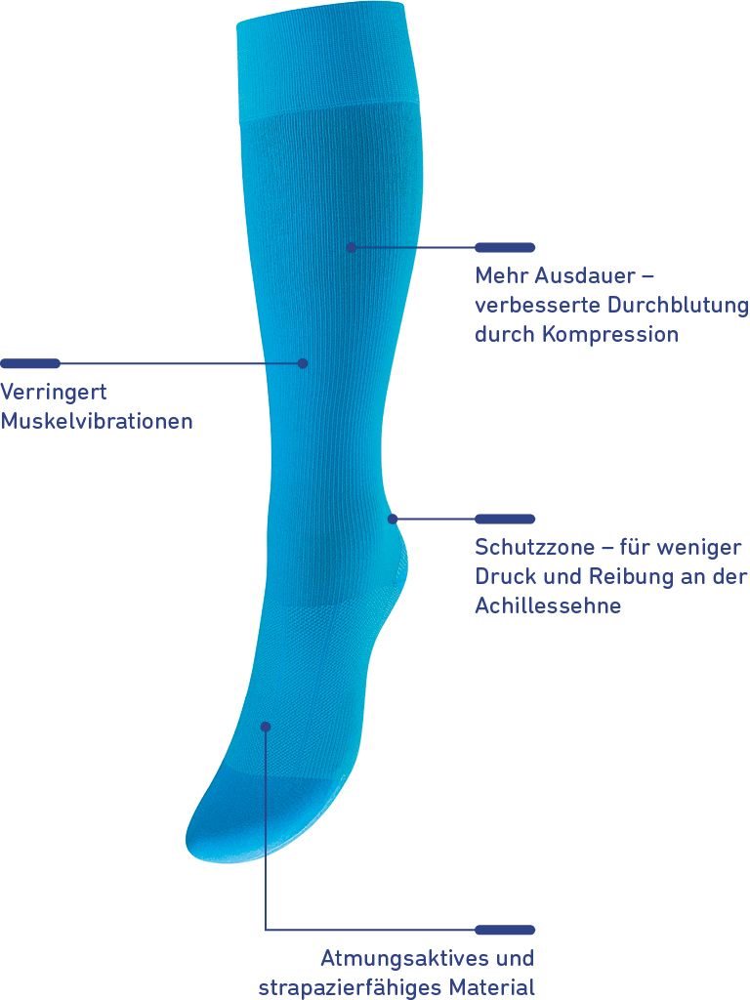 Mehr Ausdauer –
verbesserte Durchblutung
durch Kompression
Verringert
Muskelvibrationen
Schutzzone – für weniger
Druck und Reibung an der
Achillessehne
Atmungsaktives und
strapazierfähiges Material